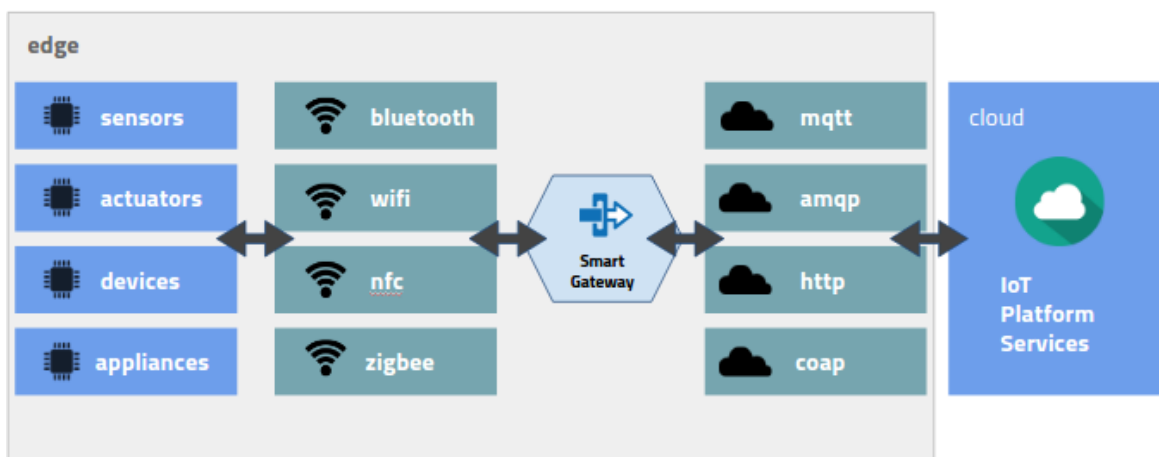 edge
sensors
actuators
devices
appliances
bluetooth
wifi
nfc
zigbee
Smart
Gateway
mqtt
amqp
http
coap
cloud
IoT
Platform
Services